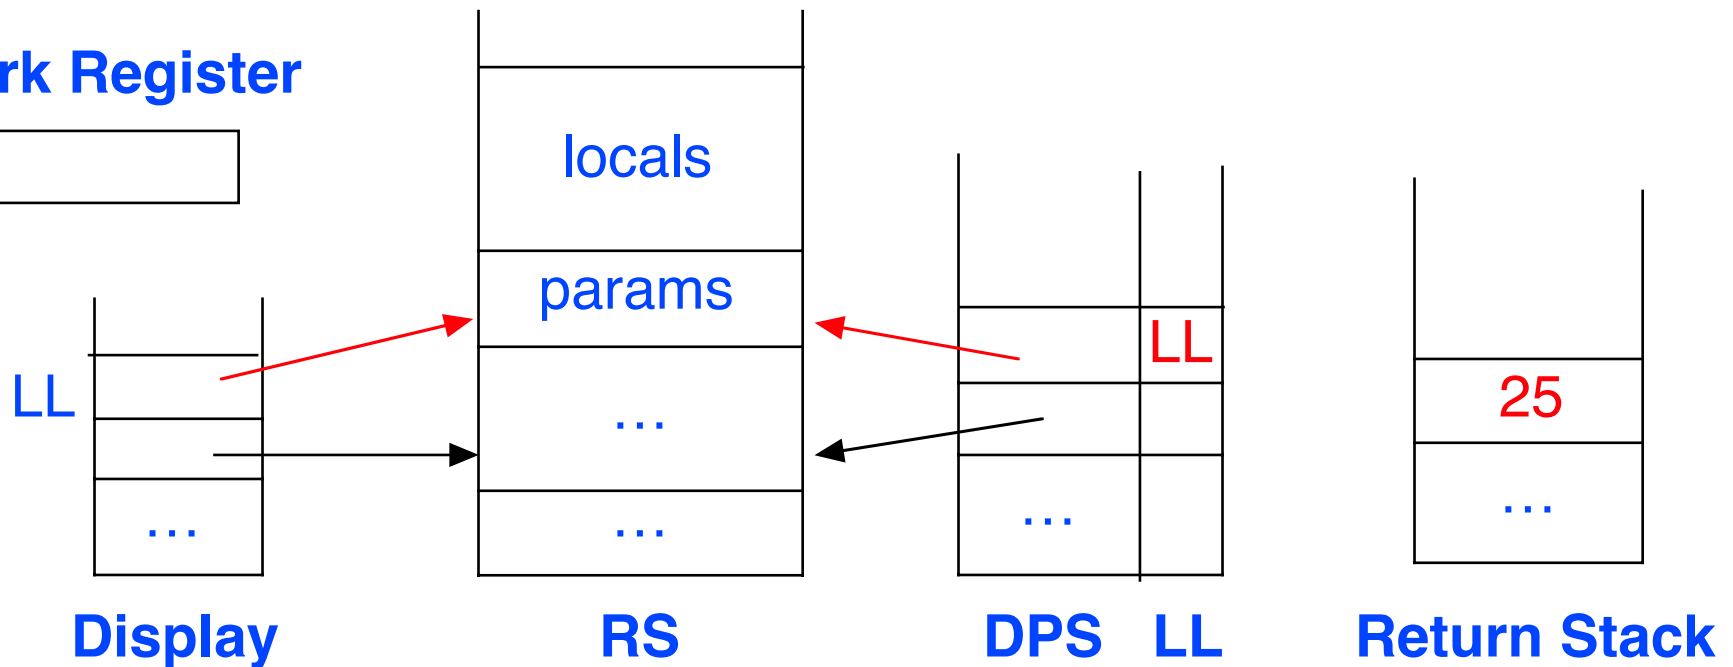 rk Register
locals
params
LL
LL
25
…
…
…
…
…
Display
RS
DPS LL
Return Stack